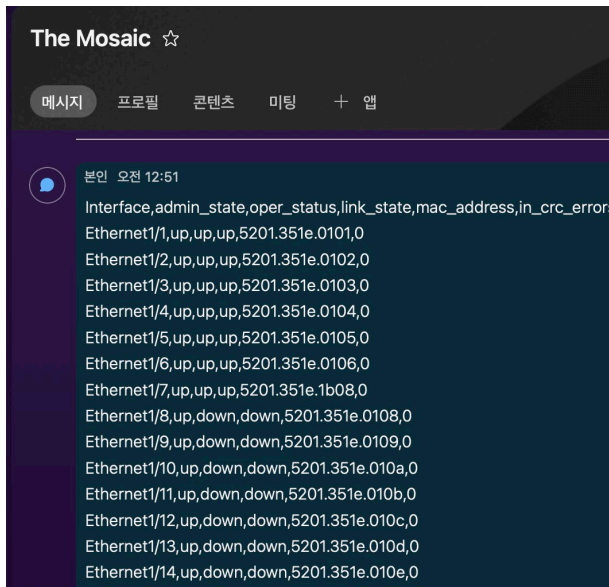 The Mosaic ☆
메시지 프로필 콘텐츠 미팅 + 앱
본인 오전 12:51
Interface,admin_state,oper_status,link_state,mac_address,in_crc_errors
Ethernet1/1,up,up,up,5201.351e.0101,0
Ethernet1/2,up,up,up,5201.351e.0102,0
Ethernet1/3,up,up,up,5201.351e.0103,0
Ethernet1/4,up,up,up,5201.351e.0104,0
Ethernet1/5,up,up,up,5201.351e.0105,0
Ethernet1/6,up,up,up,5201.351e.0106,0
Ethernet1/7,up,up,up,5201.351e.1b08,0
Ethernet1/8,up,down,down,5201.351e.0108,0
Ethernet1/9,up,down,down,5201.351e.0109,0
Ethernet1/10,up,down,down,5201.351e.010a,0
Ethernet1/11,up,down,down,5201.351e.010b,0
Ethernet1/12,up,down,down,5201.351e.010c,0
Ethernet1/13,up,down,down,5201.351e.010d,0
Ethernet1/14,up,down,down,5201.351e.010e,0